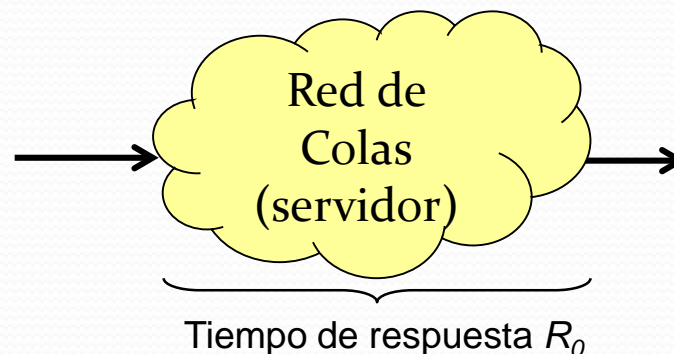 Red de
Colas
(servidor)
Tiempo de respuesta R₀